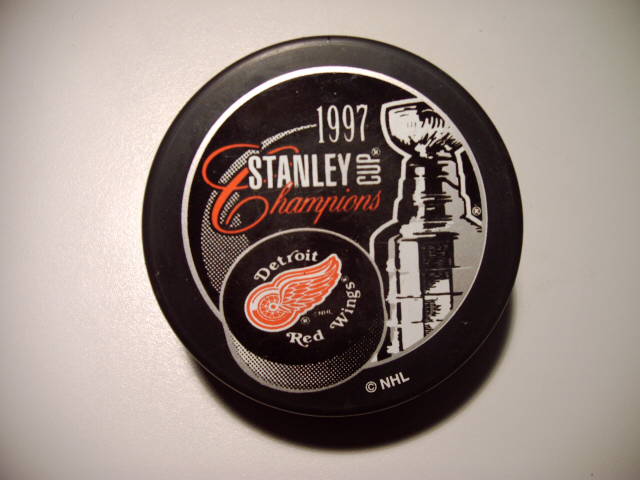 1997
STANLEY CUP®
Champions
®
Detroit
® ©NHL
Red Wings®
© NHL